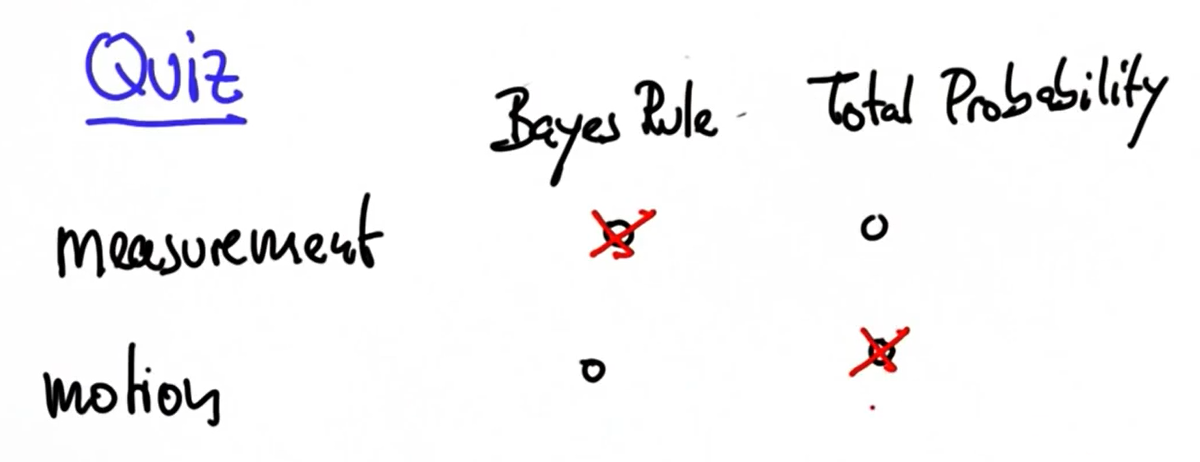 Quiz
Bayes Rule Total Probability
measurement
motion